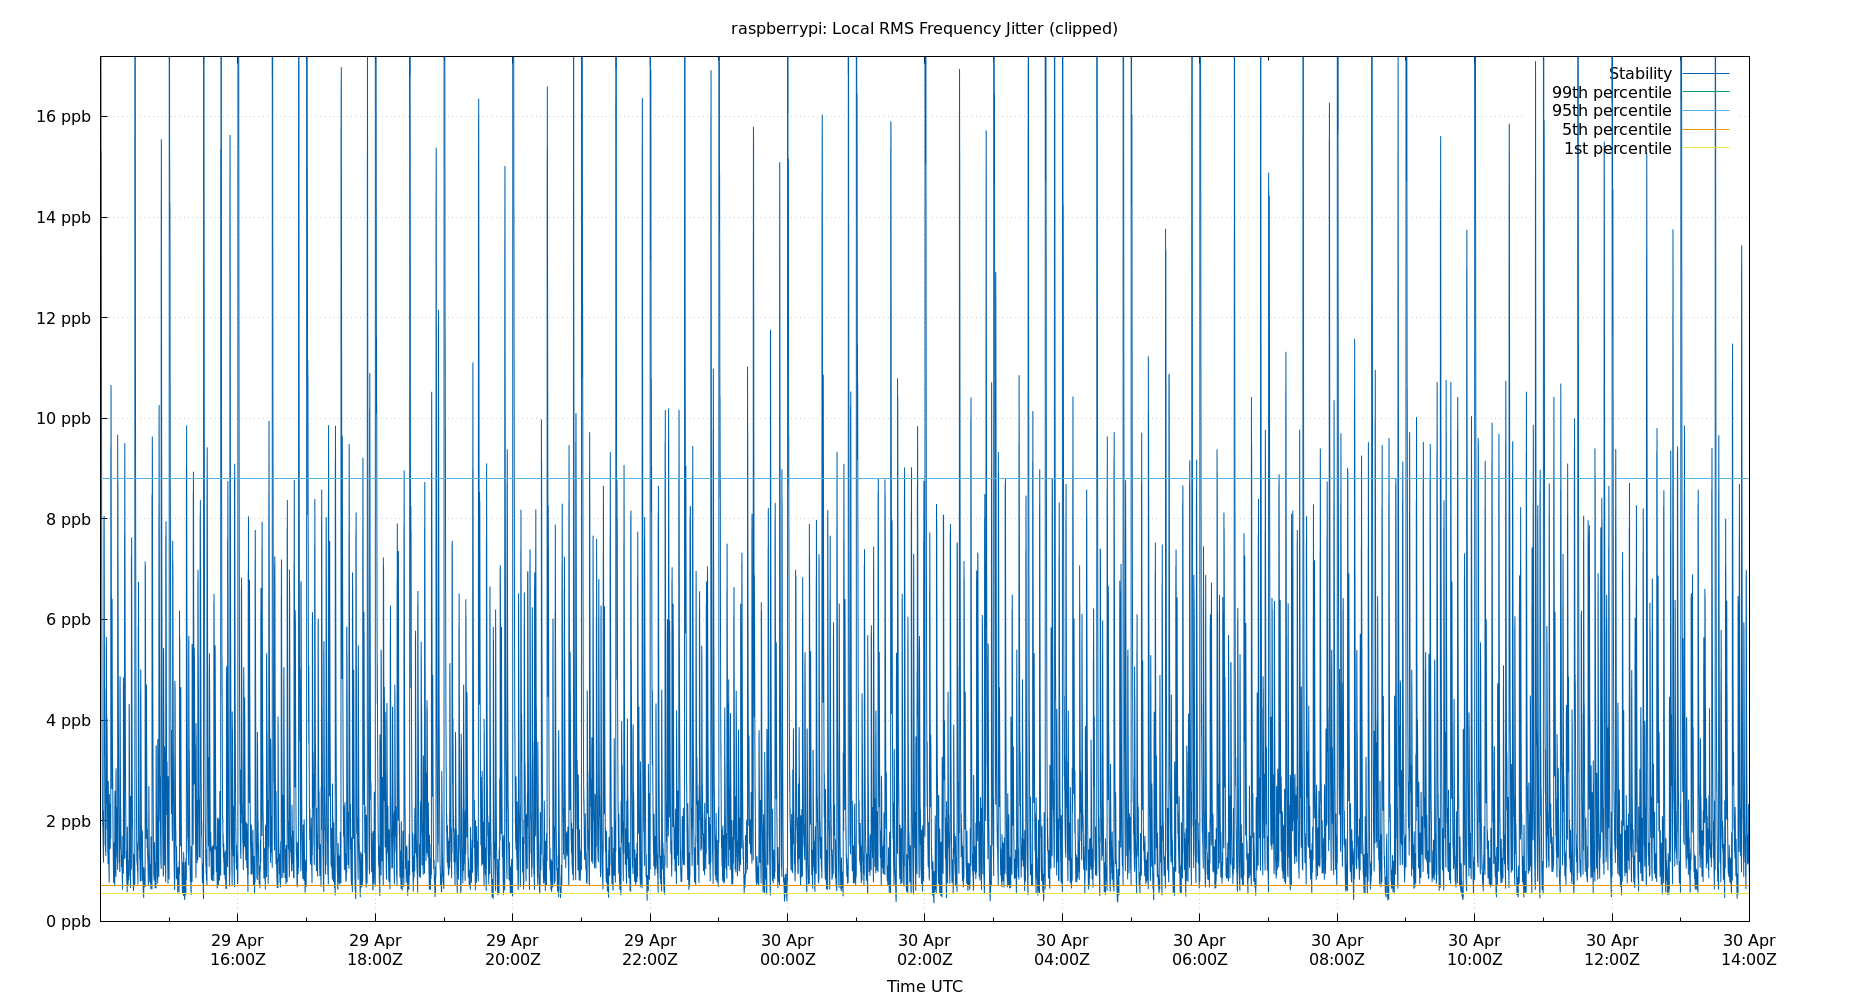 raspberrypi: Local RMS Frequency Jitter (clipped)
Stability
99th percentile
95th percentile
5th percentile
1st percentile
16 ppb
14 ppb
12 ppb
10 ppb
8 ppb
6 ppb
4 ppb
2 ppb
0 ppb
29 Apr 29 Apr 29 Apr 29 Apr 30 Apr 30 Apr 30 Apr 30 Apr 30 Apr 30 Apr 30 Apr 30 Apr
16:00Z 18:00Z 20:00Z 22:00Z 00:00Z 02:00Z 04:00Z 06:00Z 08:00Z 10:00Z 12:00Z 14:00Z
Time UTC